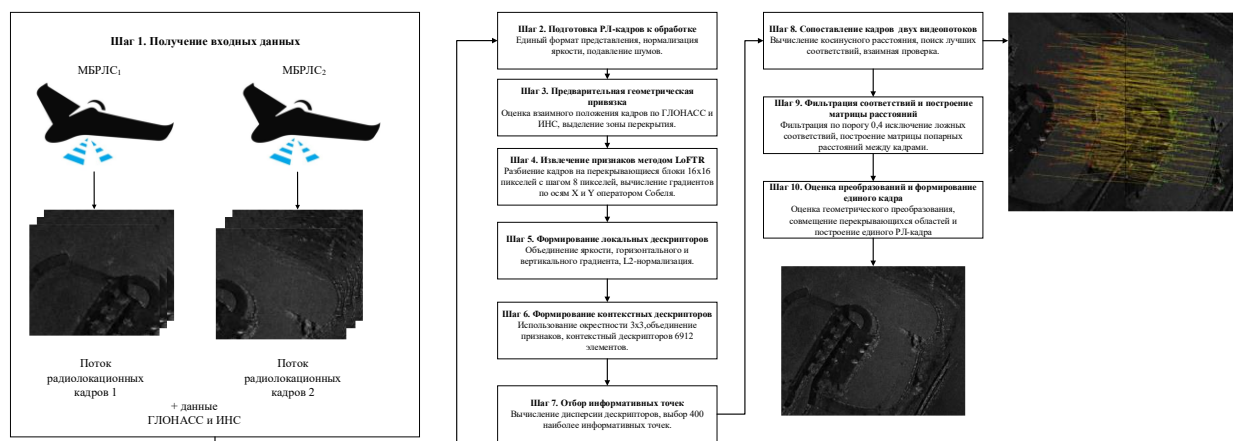 Шаг 1. Получение входных данных
МБРЛС₁
МБРЛС₂
Поток
радиолокационных
кадров 1
Поток
радиолокационных
кадров 2
+ данные
ГЛОНАСС и ИНС
Шаг 2. Подготовка РЛ-кадров к обработке
Единый формат представления, нормализация
яркости, подавление шумов.
Шаг 3. Предварительная геометрическая
привязка
Оценка взаимного положения кадров по ГЛОНАСС и
ИНС, выделение зоны перекрытия.
Шаг 4. Извлечение признаков методом LoFTR
Разбиение кадров на перекрывающиеся блоки 16x16
пикселей с шагом 8 пикселей, вычисление градиентов
по осям X и Y оператором Собеля.
Шаг 5. Формирование локальных дескрипторов
Объединение яркости, горизонтального и
вертикального градиента, L2-нормализация.
Шаг 6. Формирование контекстных дескрипторов
Использование окрестности 3x3,объединение
признаков, контекстный дескрипторов 6912
элементов.
Шаг 7. Отбор информативных точек
Вычисление дисперсии дескрипторов, выбор 400
наиболее информативных точек.
Шаг 8. Сопоставление кадров двух видеопотоков
Вычисление косинусного расстояния, поиск лучших
соответствий, взаимная проверка.
Шаг 9. Фильтрация соответствий и построение
матрицы расстояний
Фильтрация по порогу 0,4 исключение ложных
соответствий, построение матрицы попарных
расстояний между кадрами.
Шаг 10. Оценка преобразований и формирование
единого кадра
Оценка геометрического преобразования,
совмещение перекрывающихся областей и
построение единого РЛ-кадра